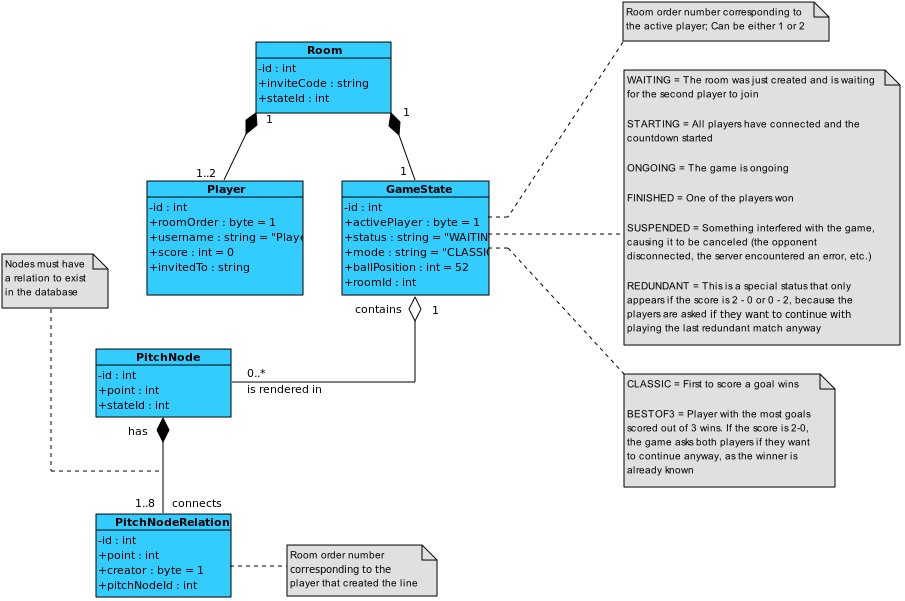 Room order number corresponding to
the active player; Can be either 1 or 2
Room
-id : int
+inviteCode : string
+stateId : int
1
1
WAITING = The room was just created and is waiting
for the second player to join
STARTING = All players have connected and the
countdown started
ONGOING = The game is ongoing
FINISHED = One of the players won
SUSPENDED = Something interfered with the game,
causing it to be canceled (the opponent
disconnected, the server encountered an error, etc.)
REDUNDANT = This is a special status that only
appears if the score is 2 - 0 or 0 - 2, because the
players are asked if they want to continue with
playing the last redundant match anyway
1..2
1
Player
-id : int
+roomOrder : byte = 1
+username : string = "Playe
+score : int = 0
+invitedTo : string
GameState
-id : int
+activePlayer : byte = 1
+status : string = "WAITIN
+mode : string = "CLASSIC
+ballPosition : int = 52
+roomId : int
Nodes must have
a relation to exist
in the database
contains
1
PitchNode
-id : int
+point : int
+stateId : int
0..*
is rendered in
CLASSIC = First to score a goal wins
BESTOF3 = Player with the most goals
scored out of 3 wins. If the score is 2-0,
the game asks both players if they want
to continue anyway, as the winner is
already known
has
1..8
connects
PitchNodeRelation
-id : int
+point : int
+creator : byte = 1
+pitchNodeId : int
Room order number
corresponding to the
player that created the line